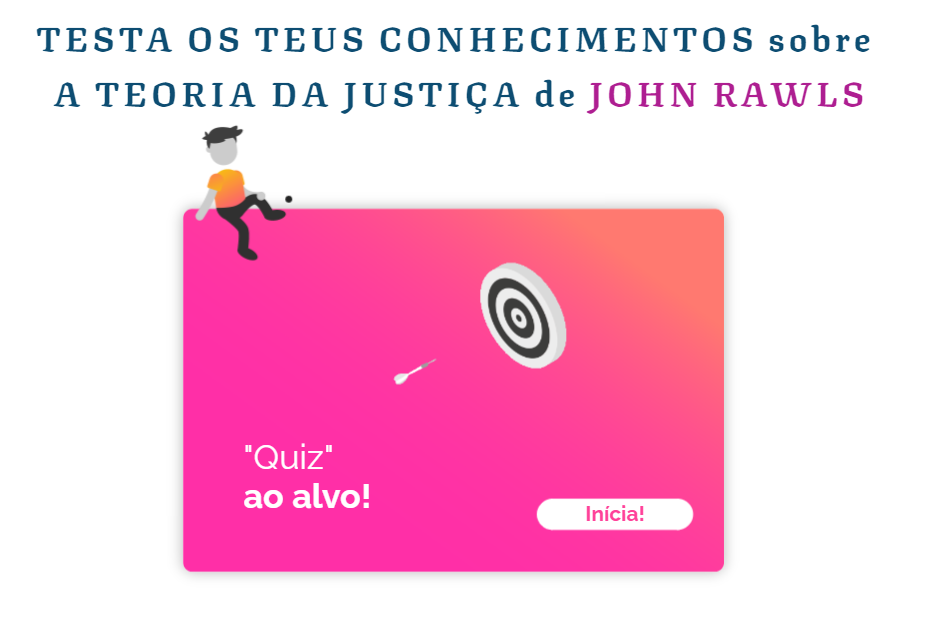 TESTA OS TEUS CONHECIMENTOS sobre
A TEORIA DA JUSTIÇA de JOHN RAWLS
"Quiz"
ao alvo!
Inícia!